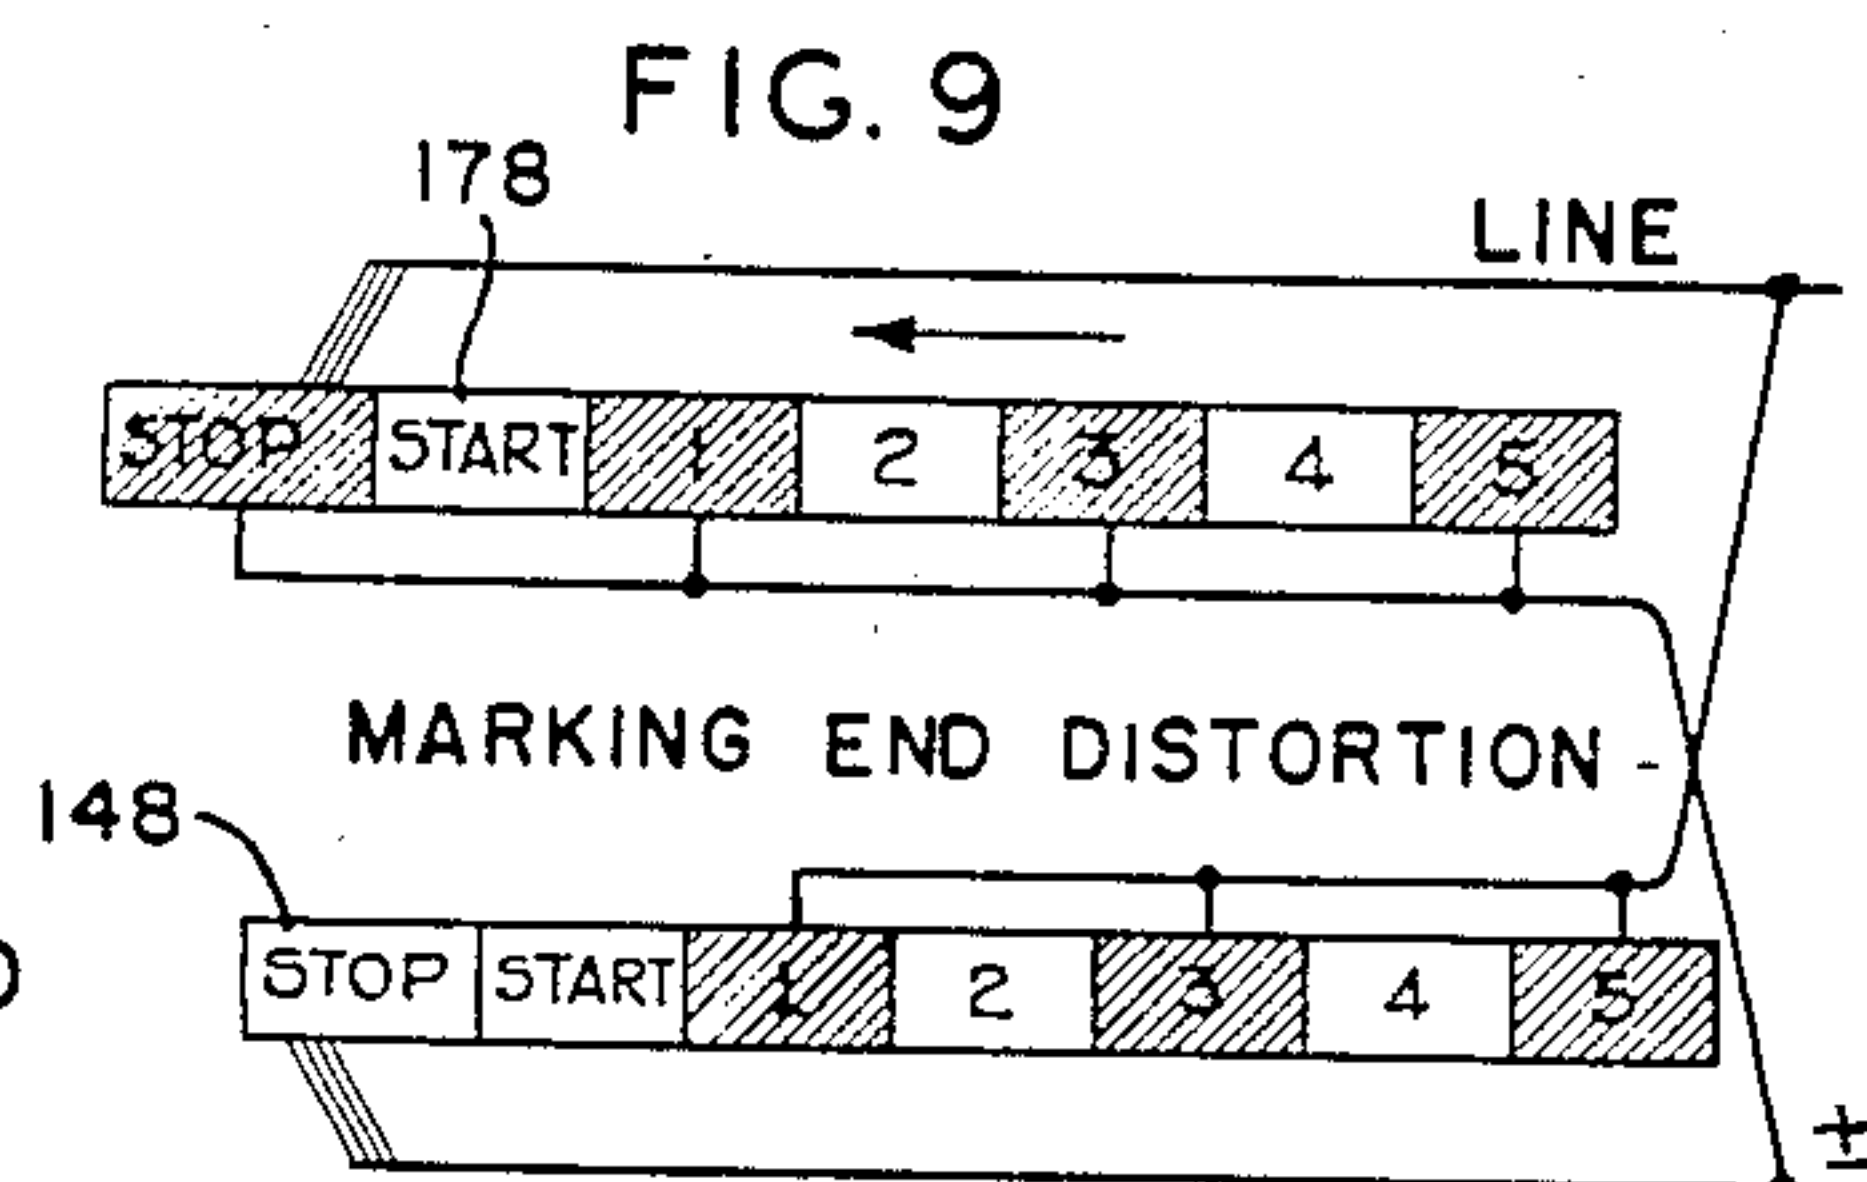 FIG. 9
178
LINE
STOP START 1 2 3 4 5
MARKING END DISTORTION -
148
STOP START 1 2 3 4 5
±